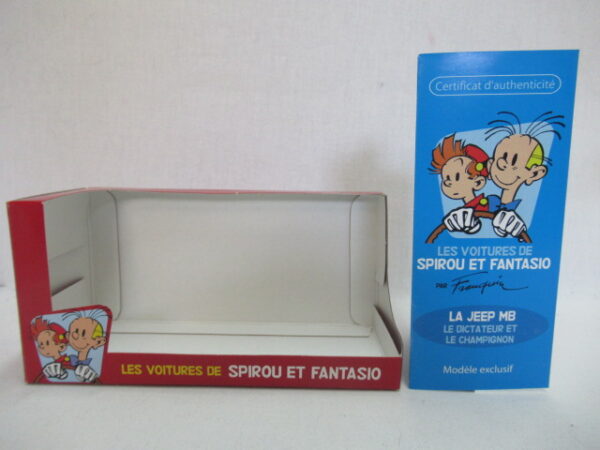 LES VOITURES DE SPIROU ET FANTASIO
Certificat d'authenticité
LES VOITURES DE
SPIROU ET FANTASIO
PAR Franquin
LA JEEP MB
LE DICTATEUR ET
LE CHAMPIGNON
Modèle exclusif